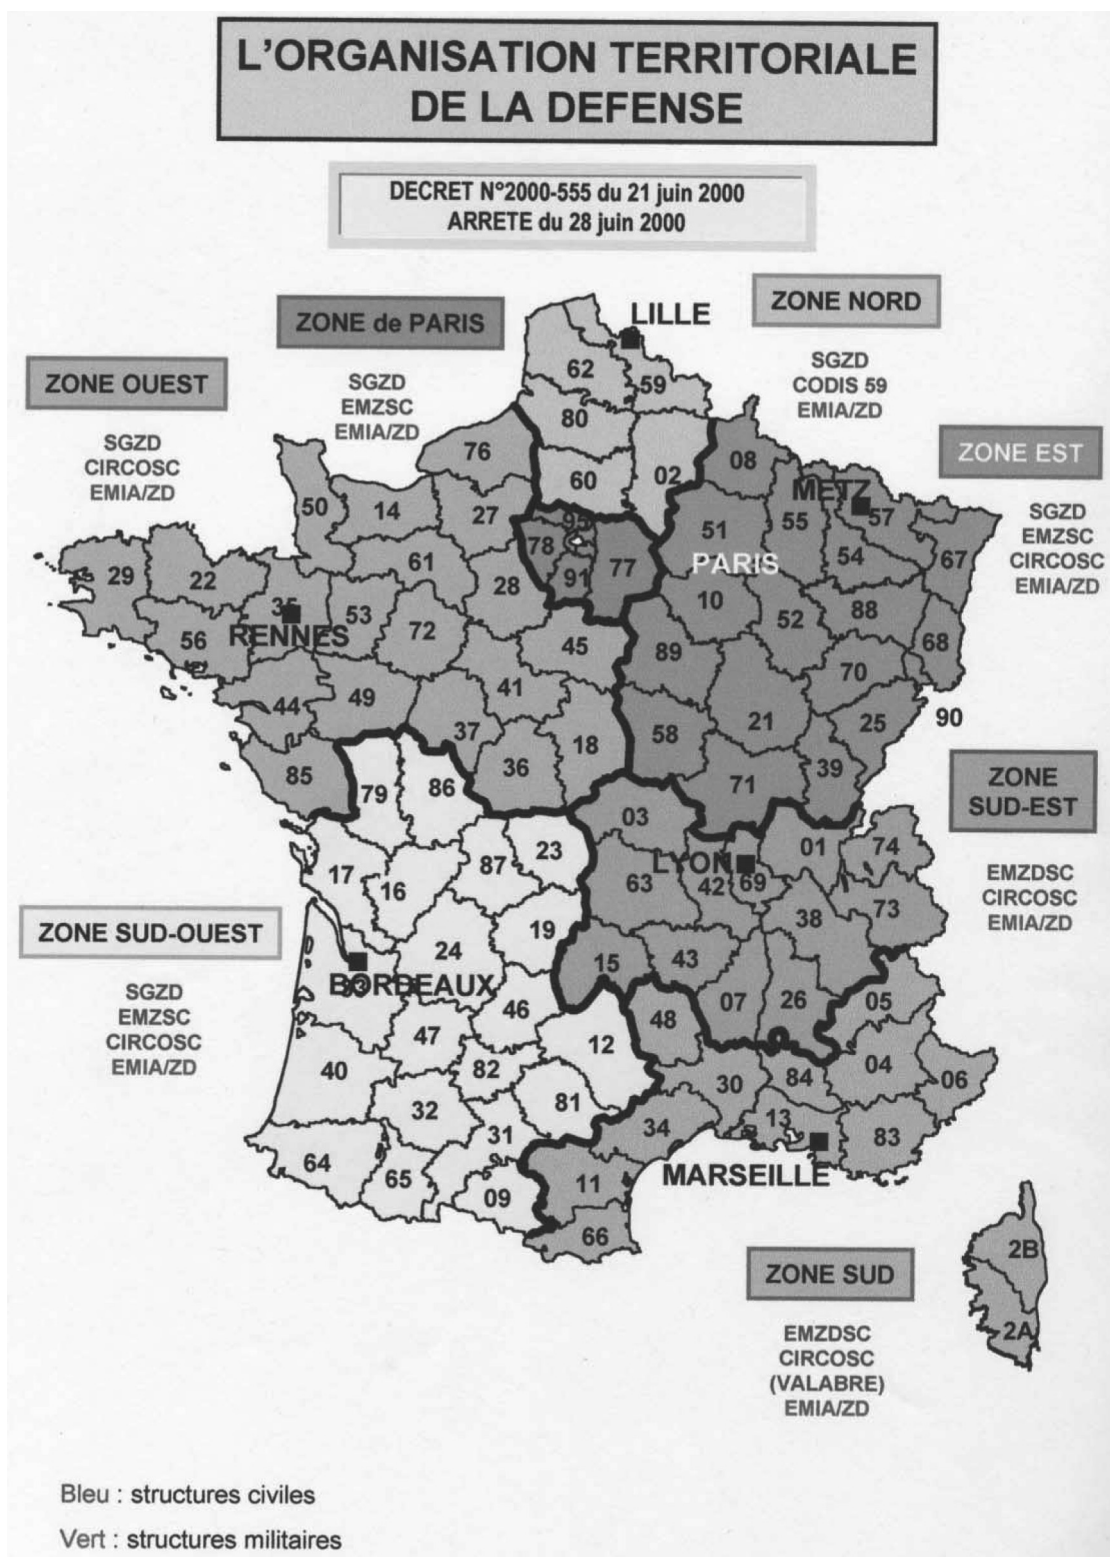 L'ORGANISATION TERRITORIALE
DE LA DEFENSE
DECRET N°2000-555 du 21 juin 2000
ARRETE du 28 juin 2000
ZONE NORD
SGZD
CODIS 59
EMIA/ZD
ZONE de PARIS
SGZD
EMZSC
EMIA/ZD
ZONE OUEST
SGZD
CIRCOSC
EMIA/ZD
ZONE EST
SGZD
EMZSC
CIRCOSC
EMIA/ZD
LILLE
62
59
80
76
08
60
02
METZ
50
14
27
95
51
55
57
78
61
54
67
PARIS
29
22
91
77
28
10
35
53
52
88
RENNES
72
56
45
89
68
70
41
49
44
21
25
90
37
18
58
36
85
39
71
79
86
ZONE
SUD-EST
EMZDSC
CIRCOSC
EMIA/ZD
03
23
01
74
LYON
87
17
16
63
42
69
73
38
19
24
ZONE SUD-OUEST
SGZD
EMZSC
CIRCOSC
EMIA/ZD
15
43
BORDEAUX
33
07
26
05
46
48
47
12
40
82
04
84
06
30
81
32
13
34
31
83
64
65
09
11
MARSEILLE
66
ZONE SUD
EMZDSC
CIRCOSC
(VALABRE)
EMIA/ZD
2B
2A
Bleu : structures civiles
Vert : structures militaires